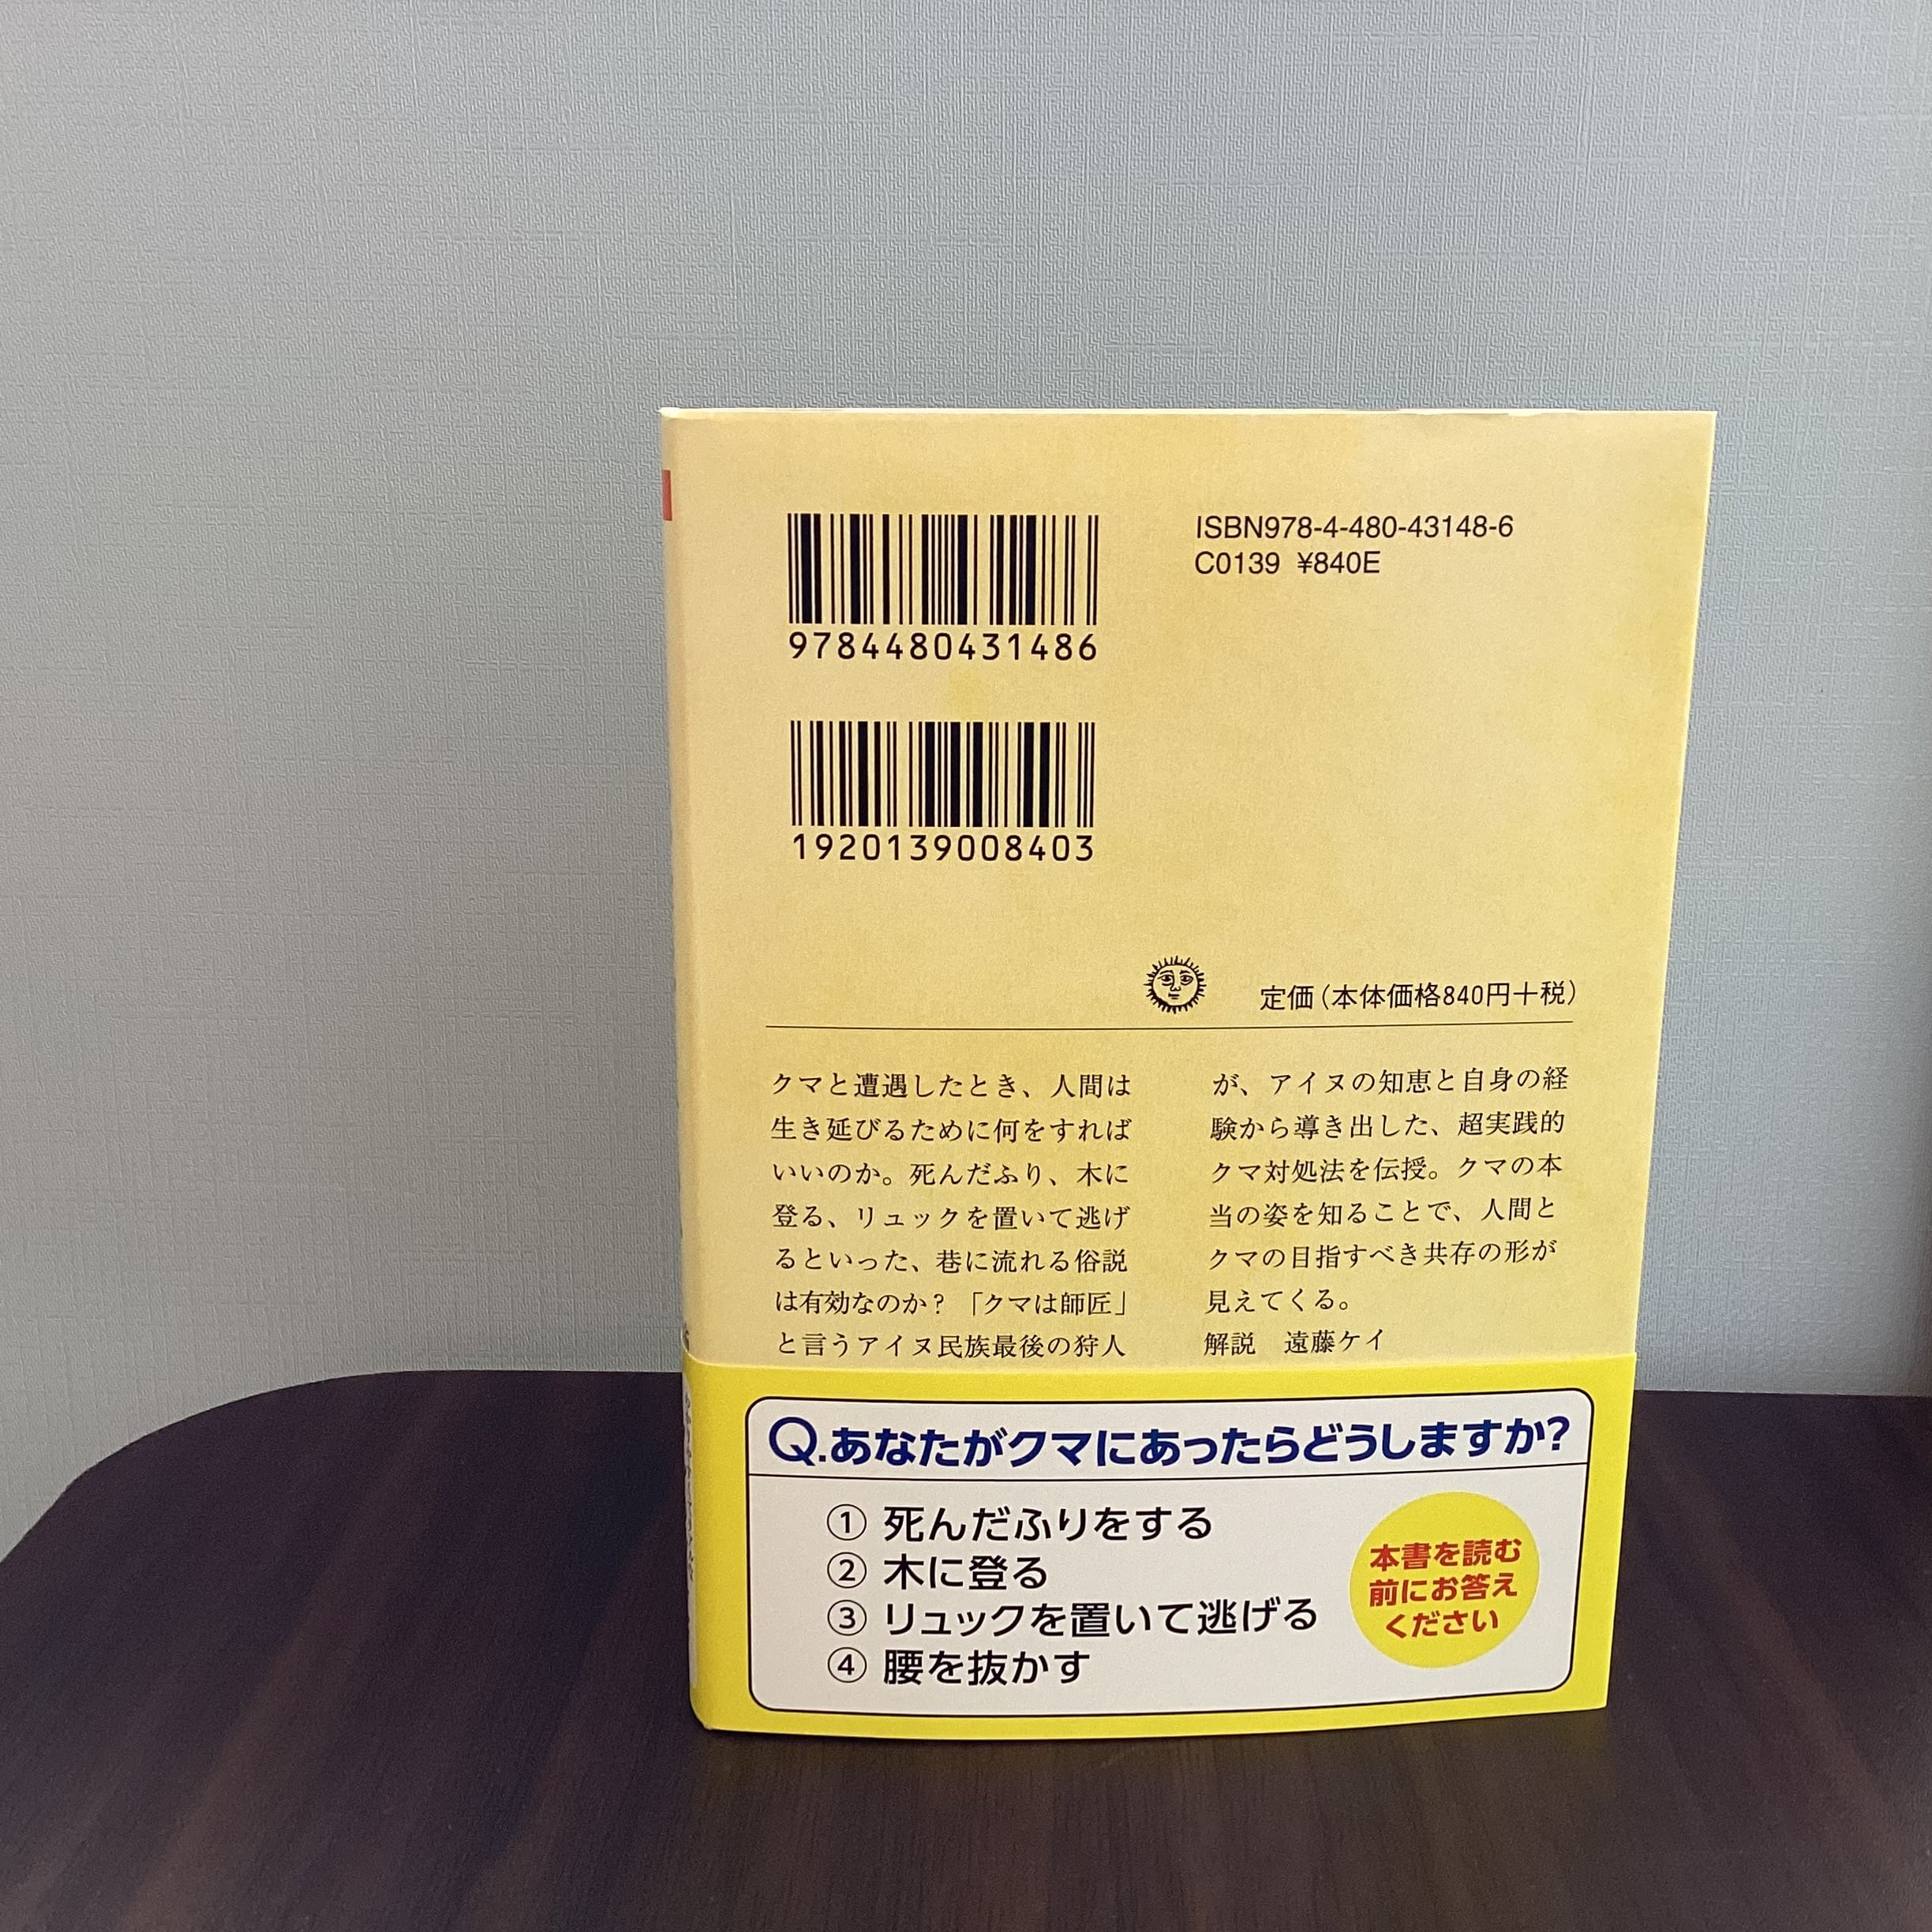 9784480431486
ISBN978-4-480-43148-6
C0139 ¥840E
1920139008403
定価(本体価格840円+税)
クマと遭遇したとき、人間は
生き延びるために何をすれば
いいのか。死んだふり、木に
登る、リュックを置いて逃げ
るといった、巷に流れる俗説
は有効なのか?「クマは師匠」
と言うアイヌ民族最後の狩人
が、アイヌの知恵と自身の経
験から導き出した、超実践的
クマ対処法を伝授。クマの本
当の姿を知ることで、人間と
クマの目指すべき共存の形が
見えてくる。
解説 遠藤ケイ
Q.あなたがクマにあったらどうしますか?
① 死んだふりをする
② 木に登る
③ リュックを置いて逃げる
④ 腰を抜かす
本書を読む
前にお答え
ください